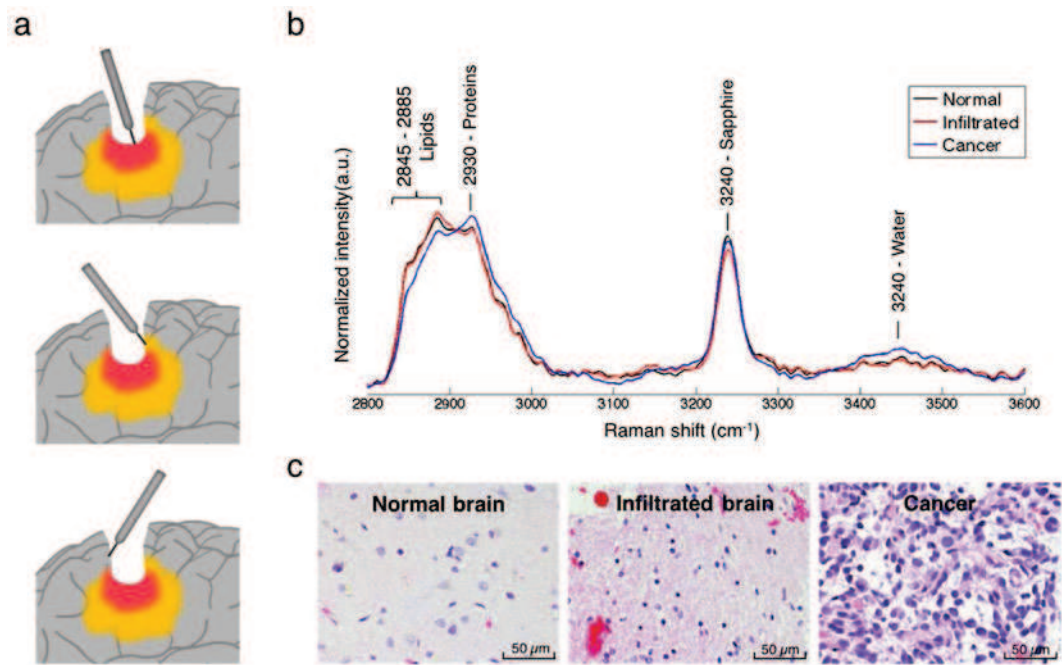 a
b
2845 - 2885
Lipids
2930 - Proteins
3240 - Sapphire
3240 - Water
Normal
Infiltrated
Cancer
Normalized intensity(a.u.)
2800 2900 3000 3100 3200 3300 3400 3500 3600
Raman shift (cm⁻¹)
c
Normal brain
50 µm
Infiltrated brain
50 µm
Cancer
50 µm